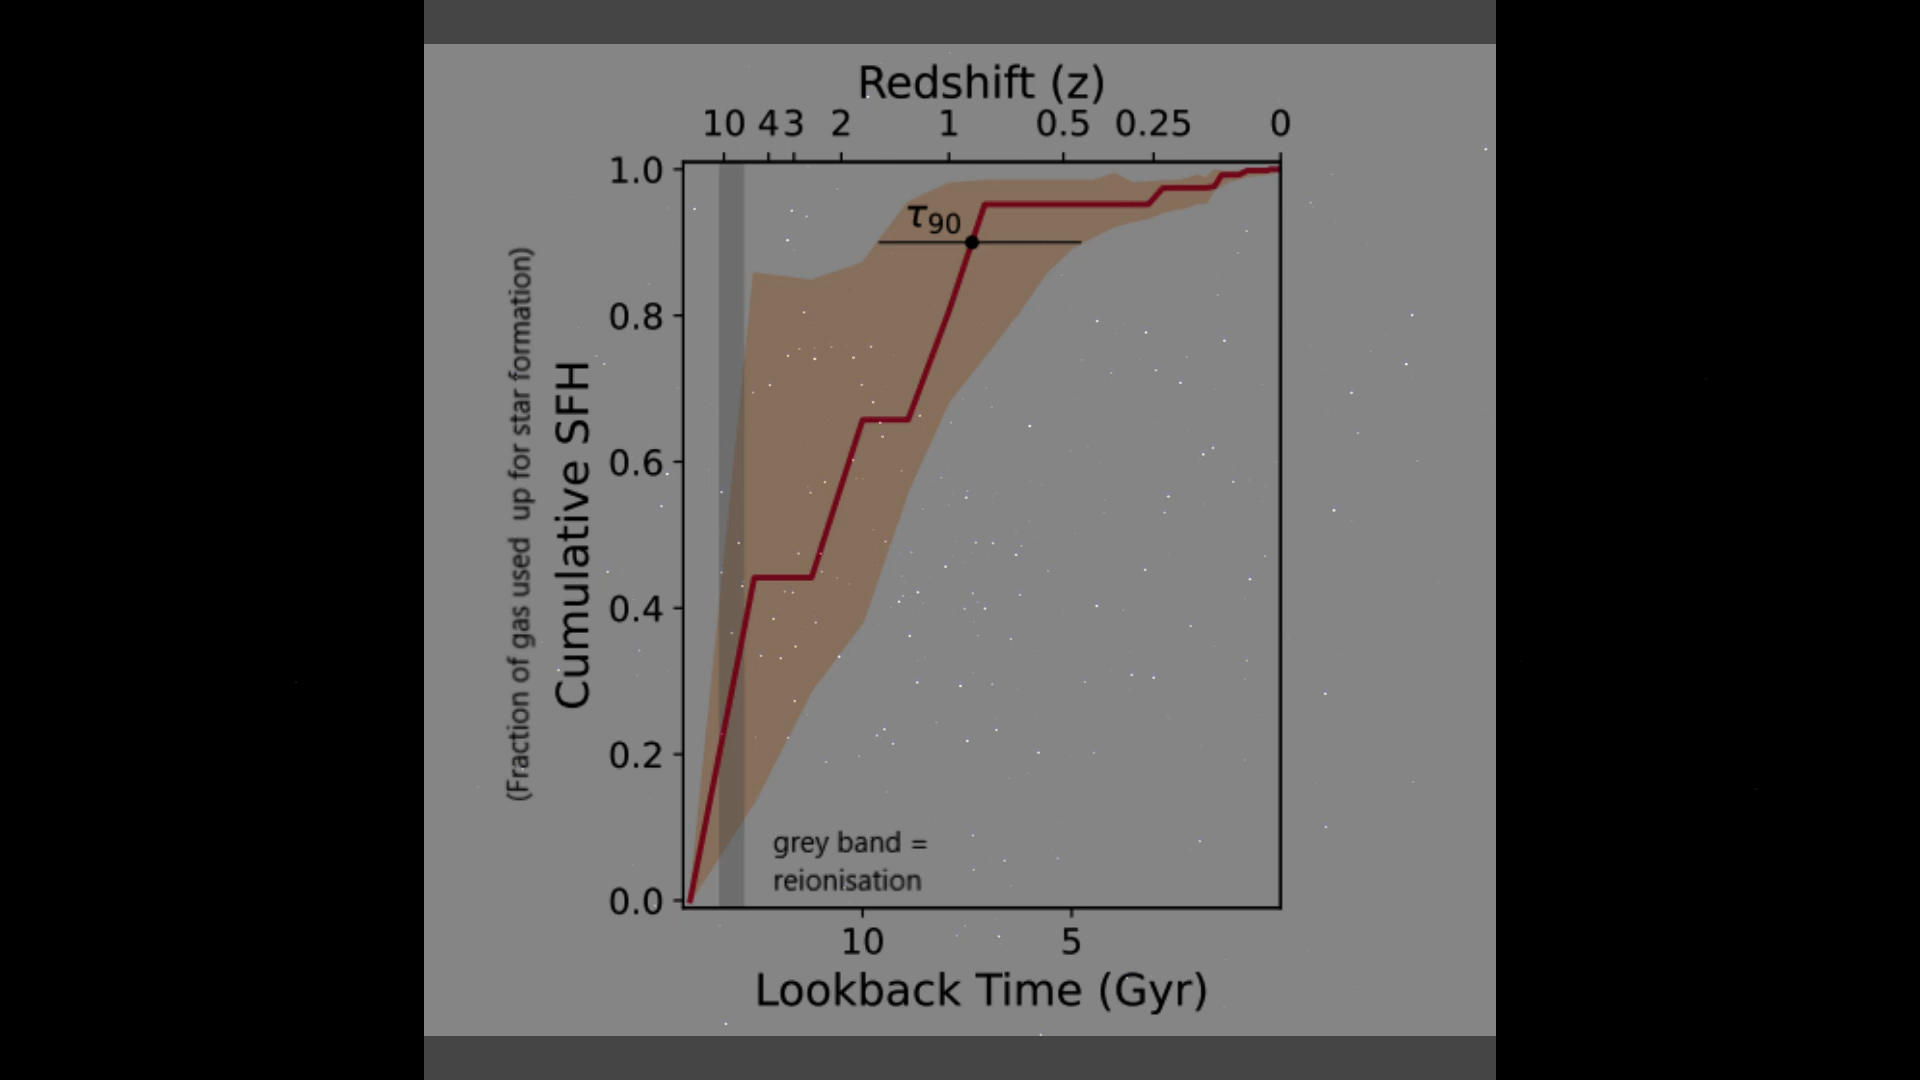 Redshift (z)
10 4 3 2 1 0.5 0.25 0
1.0
0.8
0.6
0.4
0.2
0.0
(Fraction of gas used up for star formation)
Cumulative SFH
τ90
grey band =
reionisation
10 5
Lookback Time (Gyr)